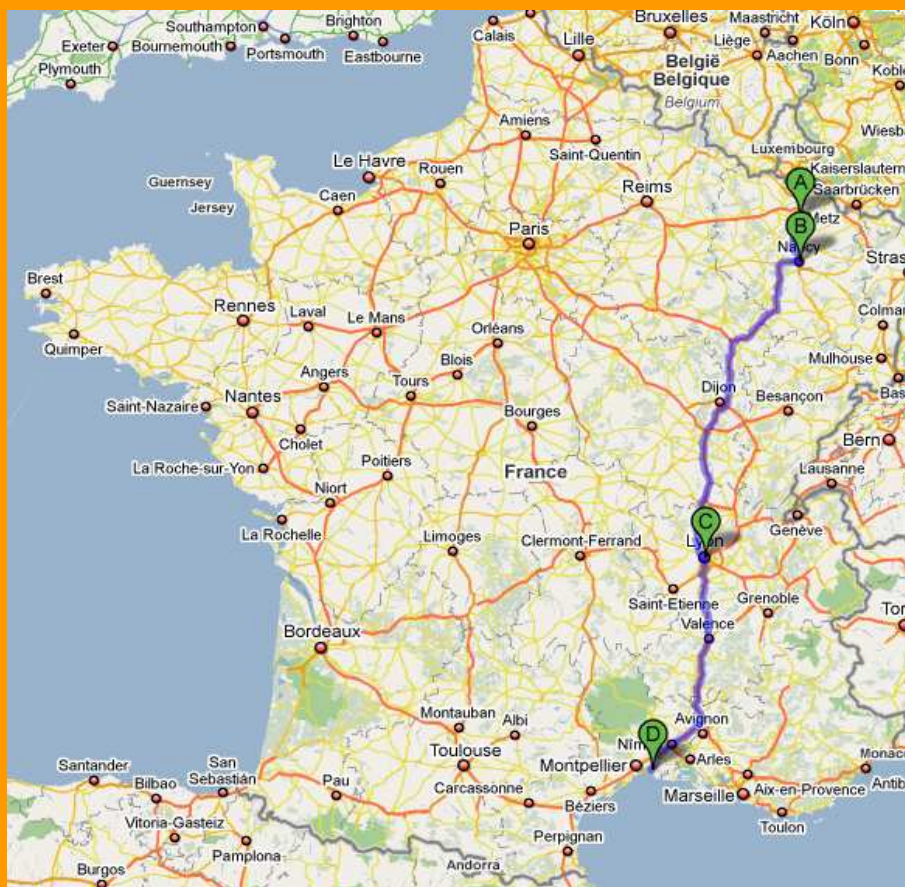 Southampton
Brighton
Exeter
Bournemouth
Portsmouth
Eastbourne
Plymouth
Calais
Lille
Bruxelles
Maastricht
Köln
Liège
Aachen
Bonn
België
Belgique
Belgium
Amiens
Saint-Quentin
Luxembourg
Kaiserslautern
Le Havre
Rouen
Reims
A
Saarbrücken
Metz
Guernsey
Jersey
Caen
Paris
B
Nancy
Brest
Quimper
Rennes
Laval
Le Mans
Orléans
Blois
Angers
Tours
Saint-Nazaire
Nantes
Cholet
Bourges
Dijon
Besançon
Mulhouse
Bern
Lausanne
La Roche-sur-Yon
Poitiers
France
Niort
La Rochelle
Limoges
Clermont-Ferrand
C
Lyon
Genève
Saint-Etienne
Grenoble
Valence
Bordeaux
Montauban
Albi
Avignon
D
Toulouse
Montpellier
Arles
Santander
Bilbao
San
Sebastián
Pau
Carcassonne
Béziers
Marseille
Aix-en-Provence
Toulon
Vitoria-Gasteiz
Pamplona
Burgos
Perpignan
Andorra